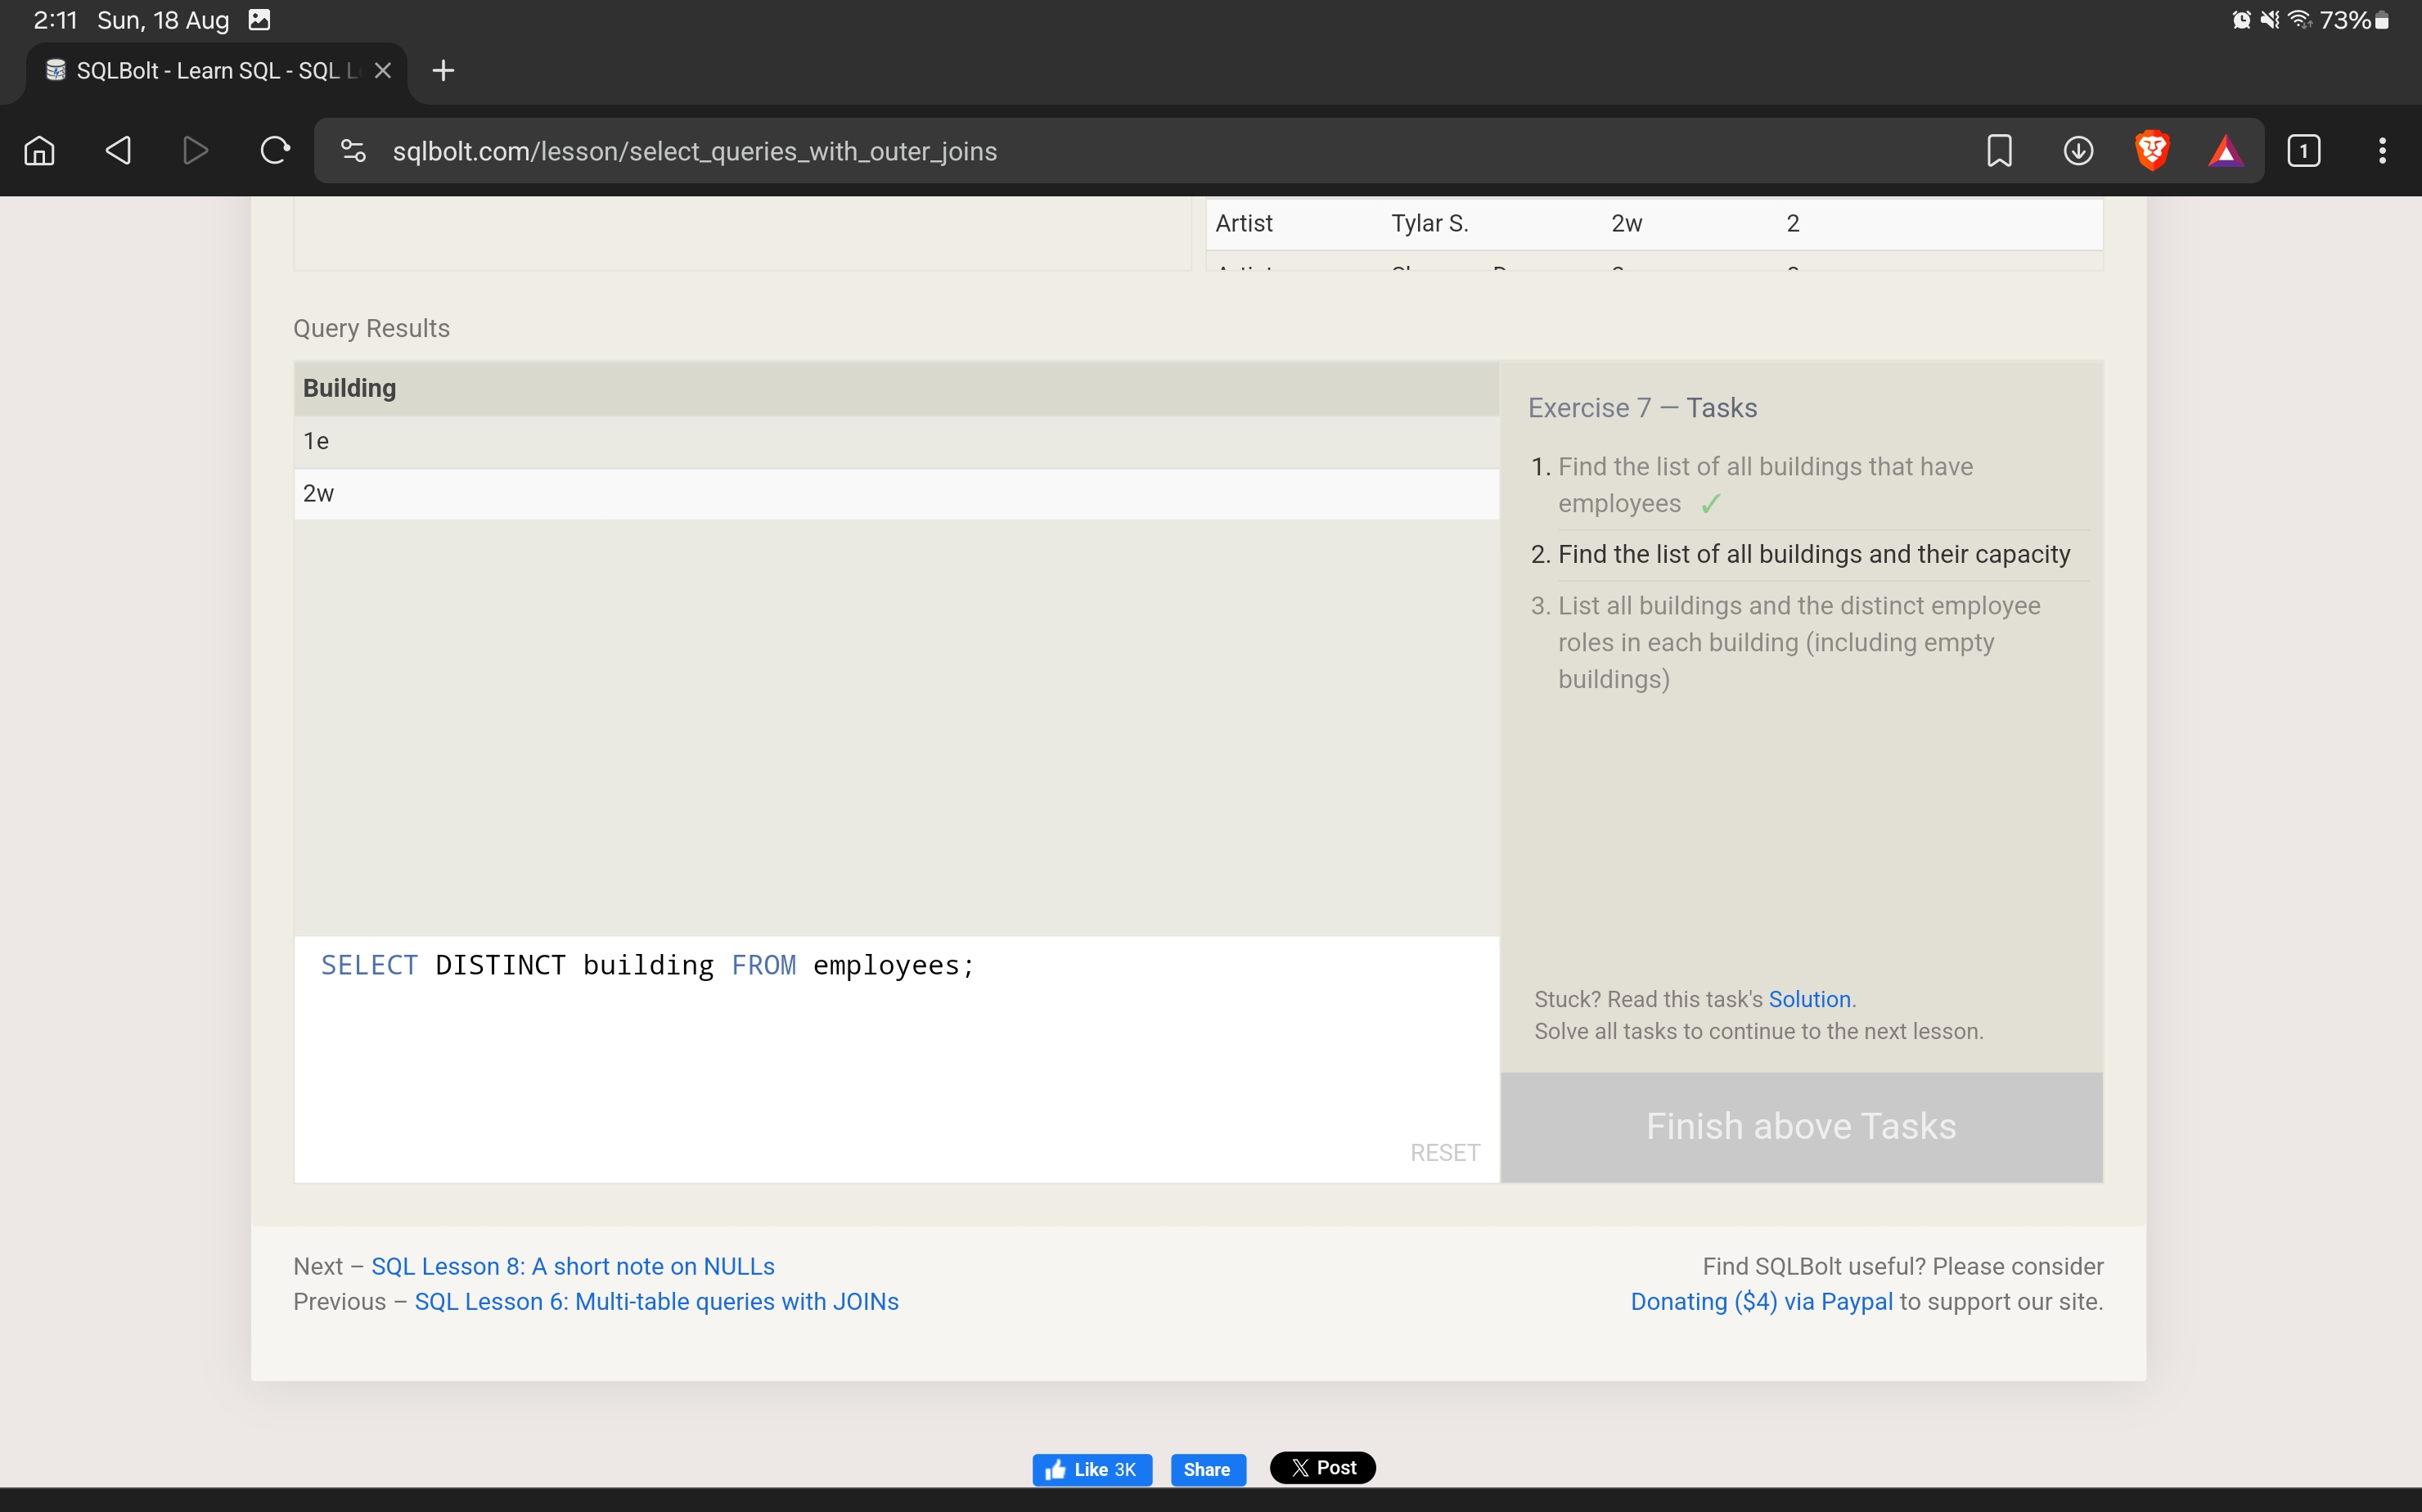 2:11 Sun, 18 Aug 73%
SQLBolt - Learn SQL - SQL
sqlbolt.com/lesson/select_queries_with_outer_joins 1
Artist Tylar S. 2w 2
Query Results
Building
1e
2w
Exercise 7 — Tasks
1. Find the list of all buildings that have
employees ✓
2. Find the list of all buildings and their capacity
3. List all buildings and the distinct employee
roles in each building (including empty
buildings)
SELECT DISTINCT building FROM employees;
RESET
Stuck? Read this task's Solution.
Solve all tasks to continue to the next lesson.
Finish above Tasks
Next – SQL Lesson 8: A short note on NULLs
Previous – SQL Lesson 6: Multi-table queries with JOINs
Find SQLBolt useful? Please consider
Donating ($4) via Paypal to support our site.
Like 3K Share X Post